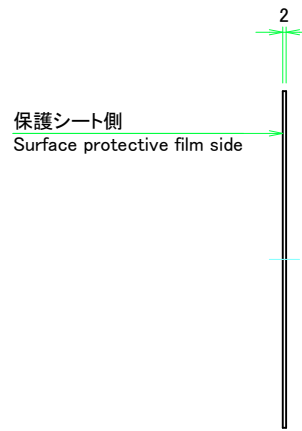 2
保護シート側
Surface protective film side